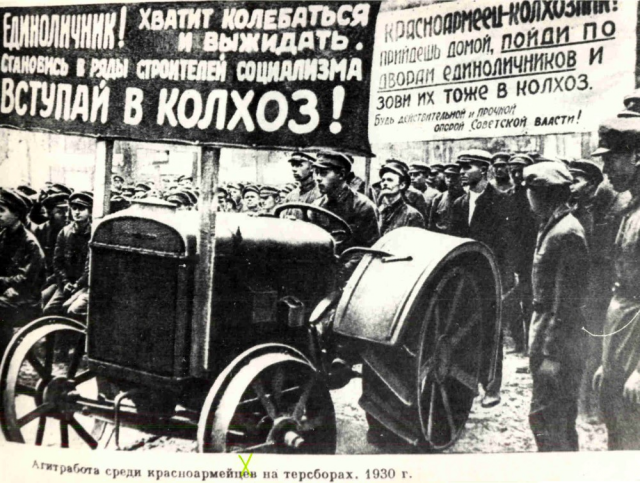 Единоличник! Хватит колебаться
и выжидать.
Становись в ряды строителей социализма
Вступай в колхоз!
Красноармеец-колхозник!
Прийдешь домой, пойди по
дворам единоличников и
зови их тоже в колхоз.
Будь действительной и прочной
опорой Советской власти!
Агитработа среди красноармейцев на терсборах. 1930 г.